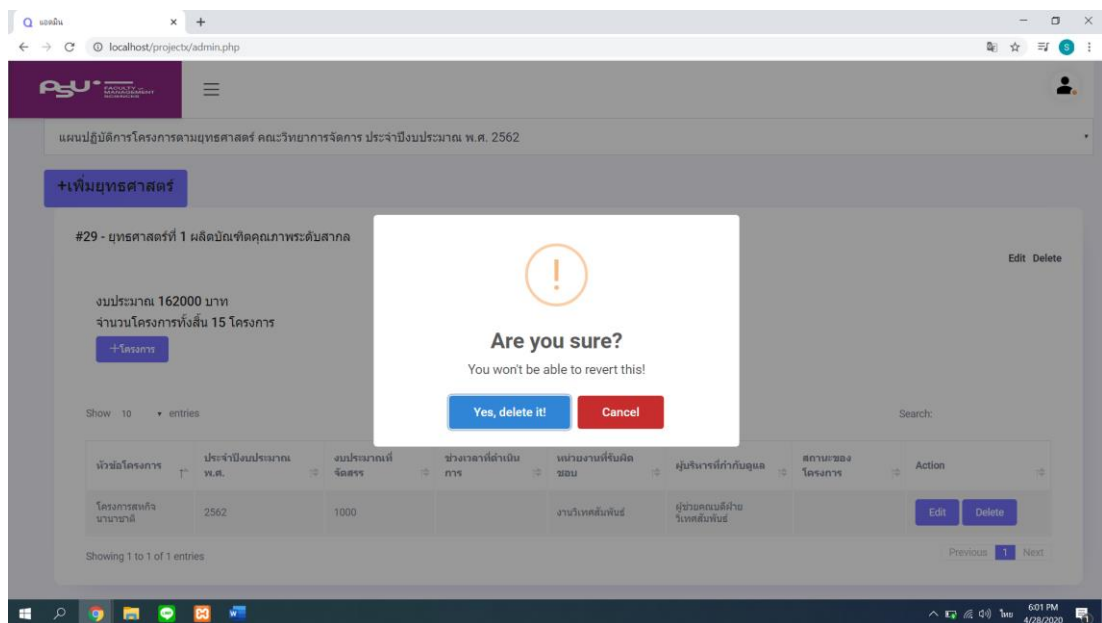 แอดมิน
localhost/projectx/admin.php
PSU FACULTY OF
MANAGEMENT
SCIENCES
แผนปฏิบัติการโครงการตามยุทธศาสตร์ คณะวิทยาการจัดการ ประจำปีงบประมาณ พ.ศ. 2562
+เพิ่มยุทธศาสตร์
#29 - ยุทธศาสตร์ที่ 1 ผลิตบัณฑิตคุณภาพระดับสากล
Edit Delete
งบประมาณ 162000 บาท
จำนวนโครงการทั้งสิ้น 15 โครงการ
+โครงการ
Are you sure?
You won't be able to revert this!
Yes, delete it! Cancel
Show 10 entries
Search:
หัวข้อโครงการ ประจำปีงบประมาณ พ.ศ. งบประมาณที่จัดสรร ช่วงเวลาที่ดำเนินการ หน่วยงานที่รับผิดชอบ ผู้บริหารที่กำกับดูแล สถานะของโครงการ Action
โครงการสหกิจนานาชาติ 2562 1000 งานวิเทศสัมพันธ์ ผู้ช่วยคณบดีฝ่ายวิเทศสัมพันธ์ Edit Delete
Showing 1 to 1 of 1 entries
Previous 1 Next
ไทย 6:01 PM
4/28/2020